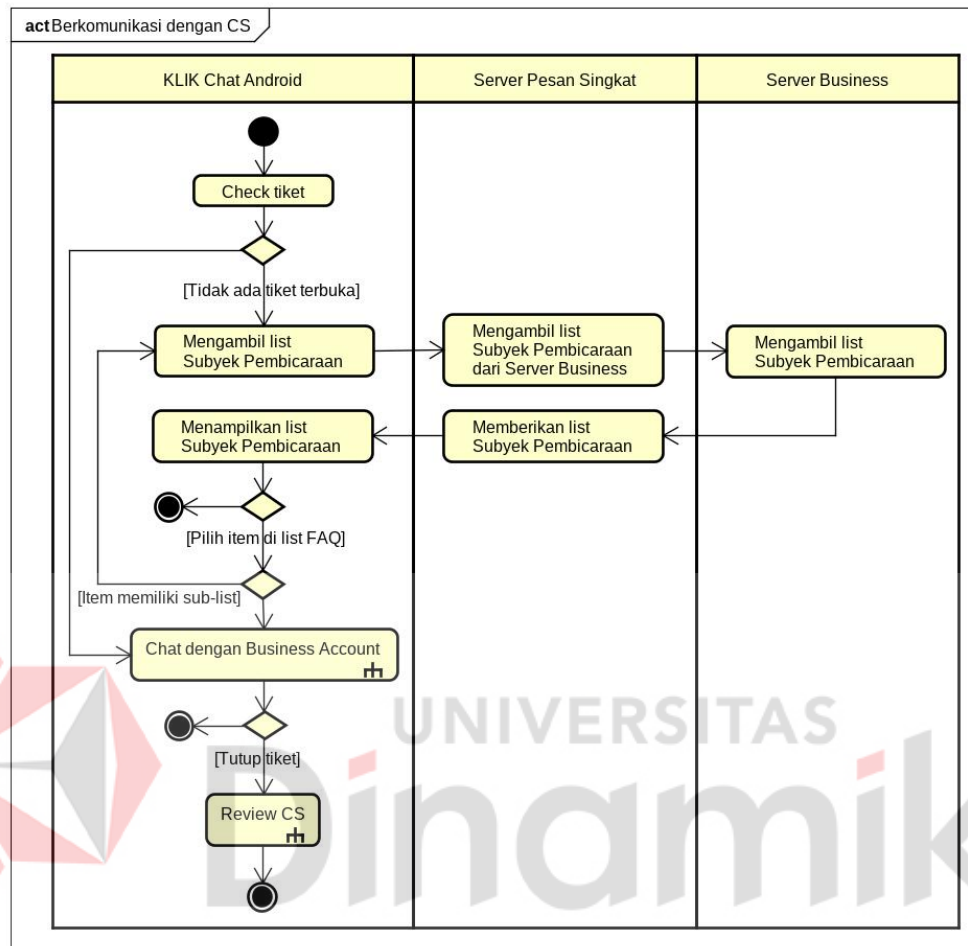 act Berkomunikasi dengan CS
KLIK Chat Android
Server Pesan Singkat
Server Business
Check tiket
[Tidak ada tiket terbuka]
Mengambil list
Subyek Pembicaraan
Mengambil list
Subyek Pembicaraan
dari Server Business
Mengambil list
Subyek Pembicaraan
Menampilkan list
Subyek Pembicaraan
Memberikan list
Subyek Pembicaraan
[Pilih item di list FAQ]
[Item memiliki sub-list]
Chat dengan Business Account
[Tutup tiket]
Review CS
UNIVERSITAS
Dinamik